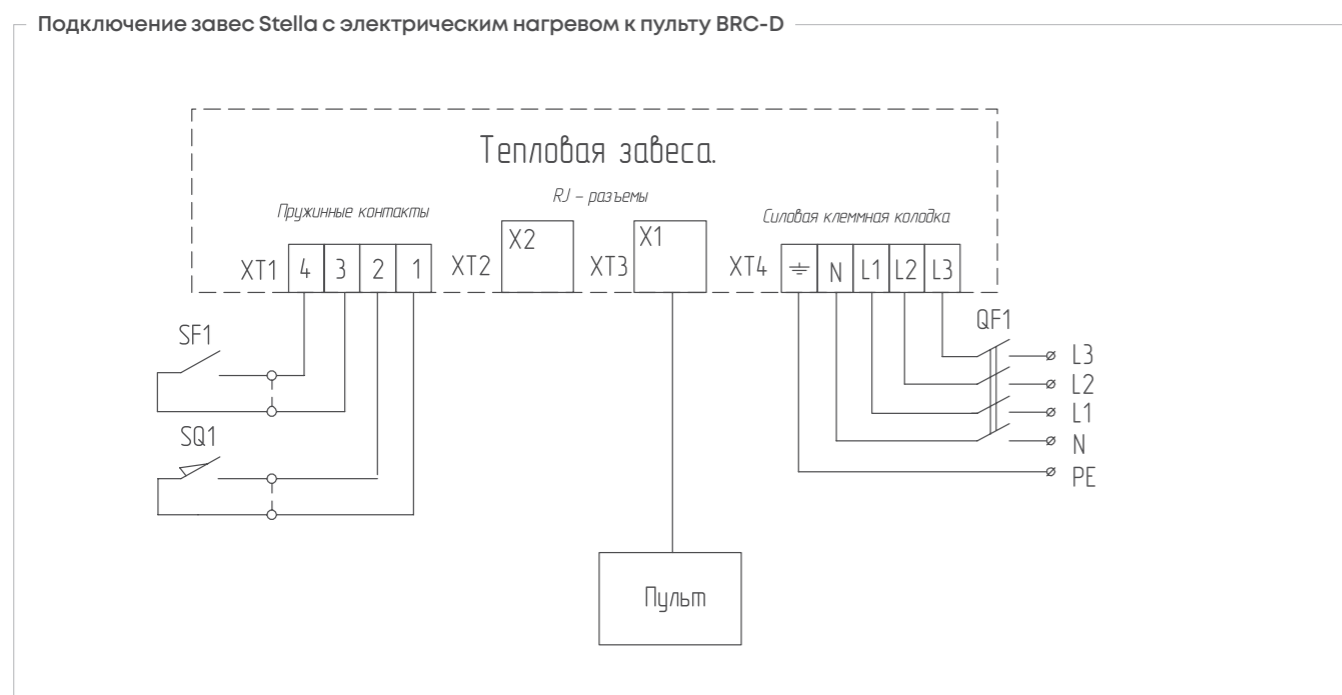 Подключение завес Stella с электрическим нагревом к пульту BRC-D
Тепловая завеса.
RJ - разъемы
Пружинные контакты
Силовая клеммная колодка
XT1 4 3 2 1 XT2 X2 XT3 X1 XT4 N L1 L2 L3
SF1
QF1
L3
L2
L1
SQ1
N
PE
Пульт